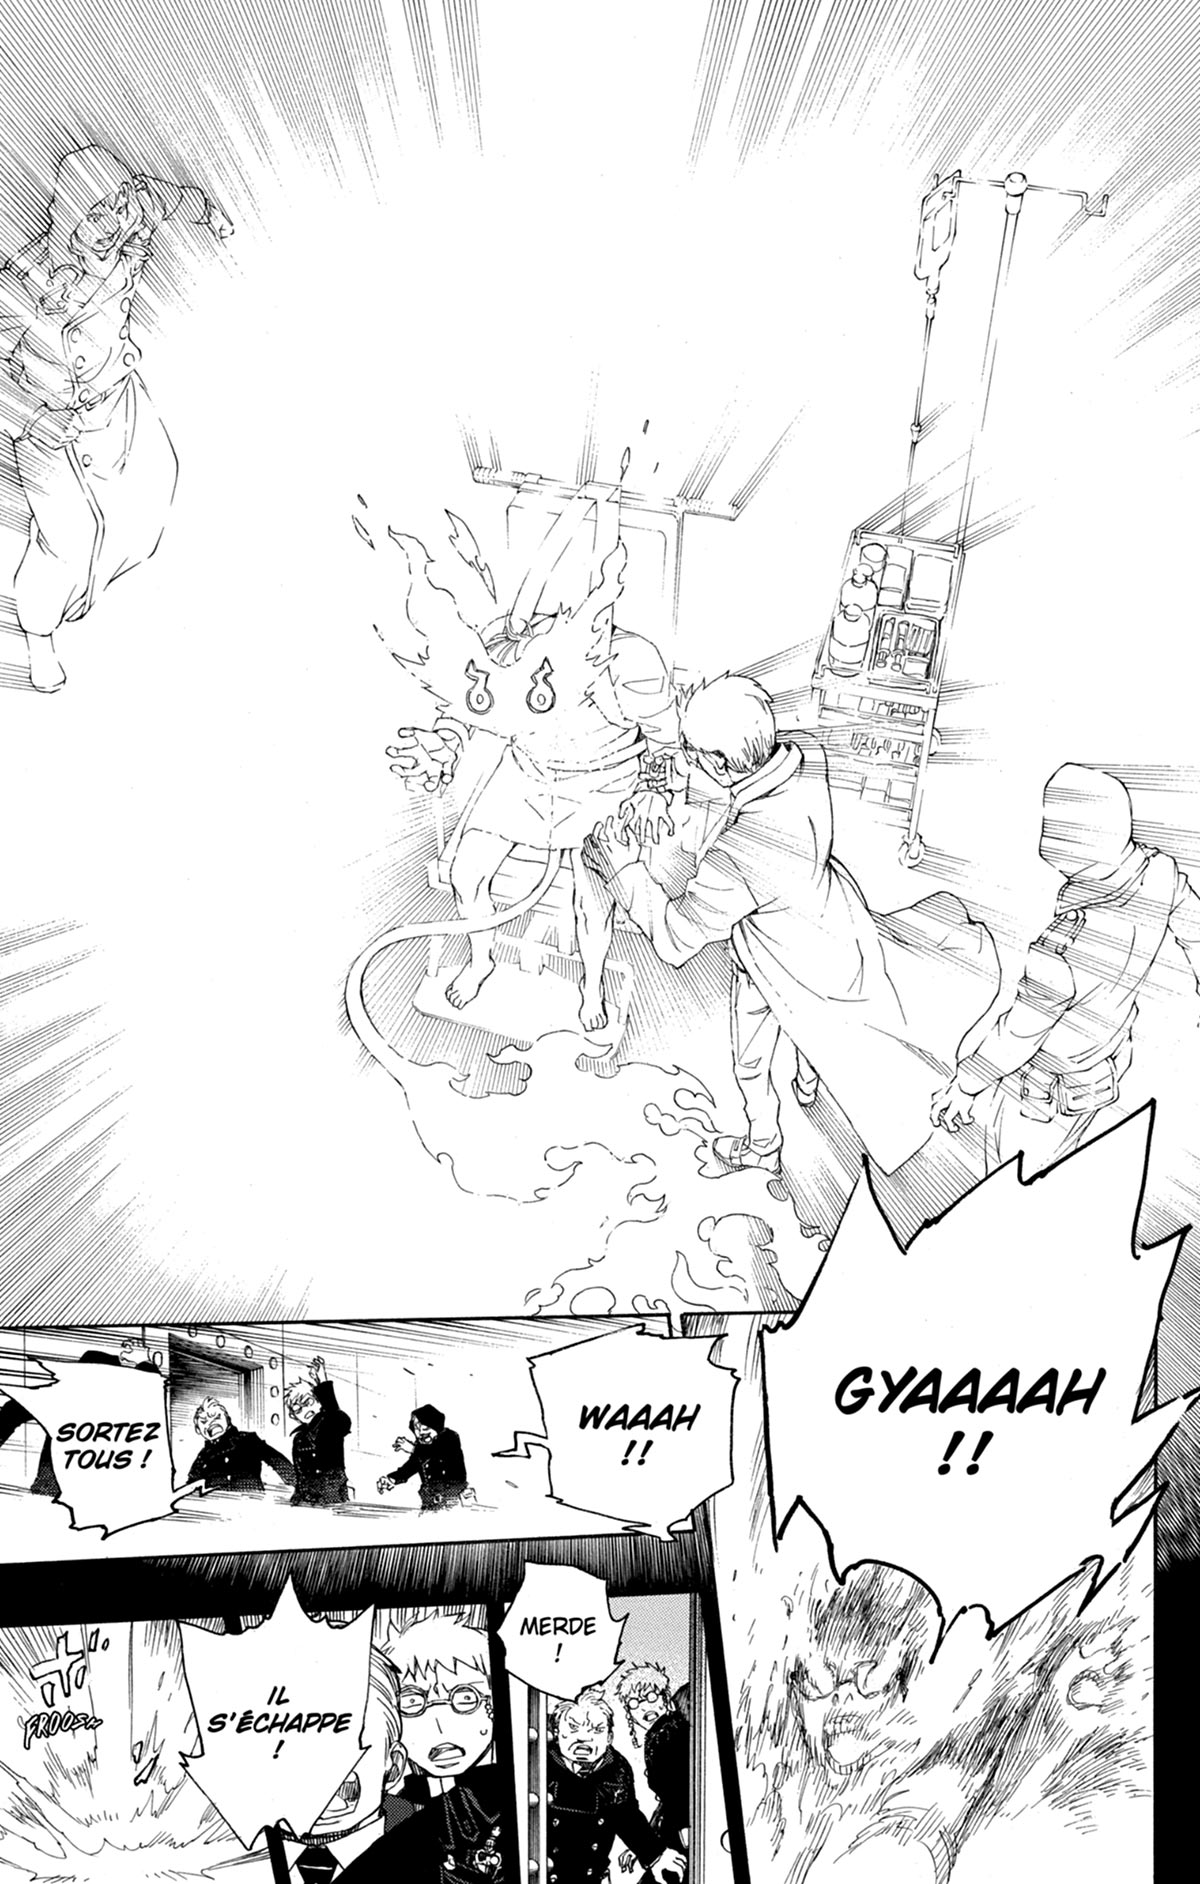 GYAAAAH
!!
WAAAH
!!
SORTEZ
TOUS !
MERDE
!
IL
S'ÉCHAPPE
!
FROOSH